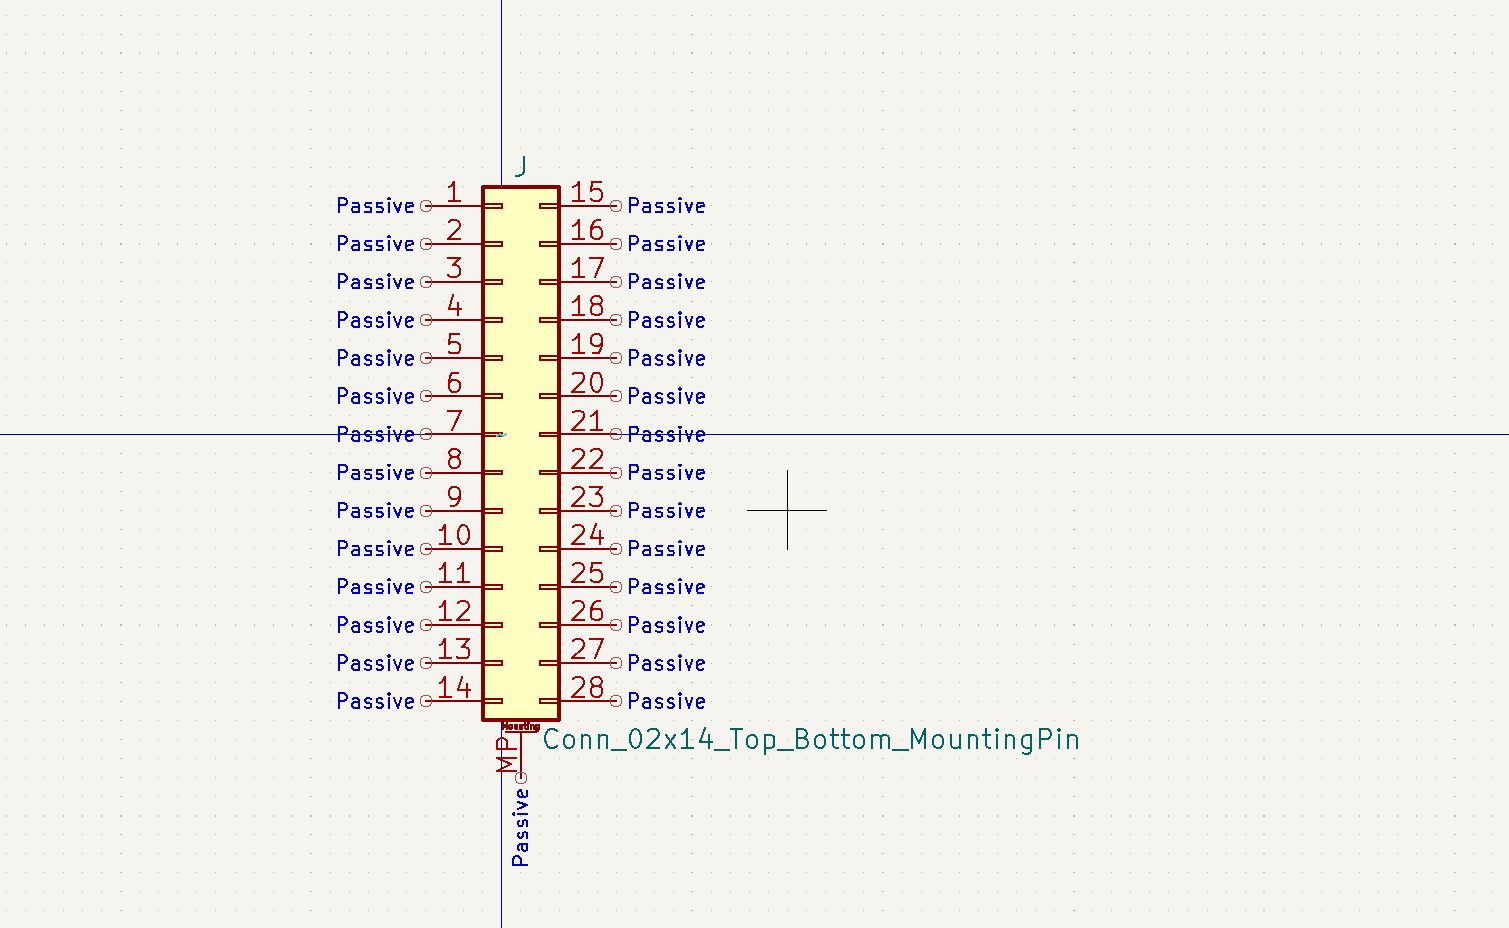 J
Passive 1 15 Passive
Passive 2 16 Passive
Passive 3 17 Passive
Passive 4 18 Passive
Passive 5 19 Passive
Passive 6 20 Passive
Passive 7 21 Passive
Passive 8 22 Passive
Passive 9 23 Passive
Passive 10 24 Passive
Passive 11 25 Passive
Passive 12 26 Passive
Passive 13 27 Passive
Passive 14 28 Passive
Mounting
Conn_02x14_Top_Bottom_MountingPin
MP
Passive